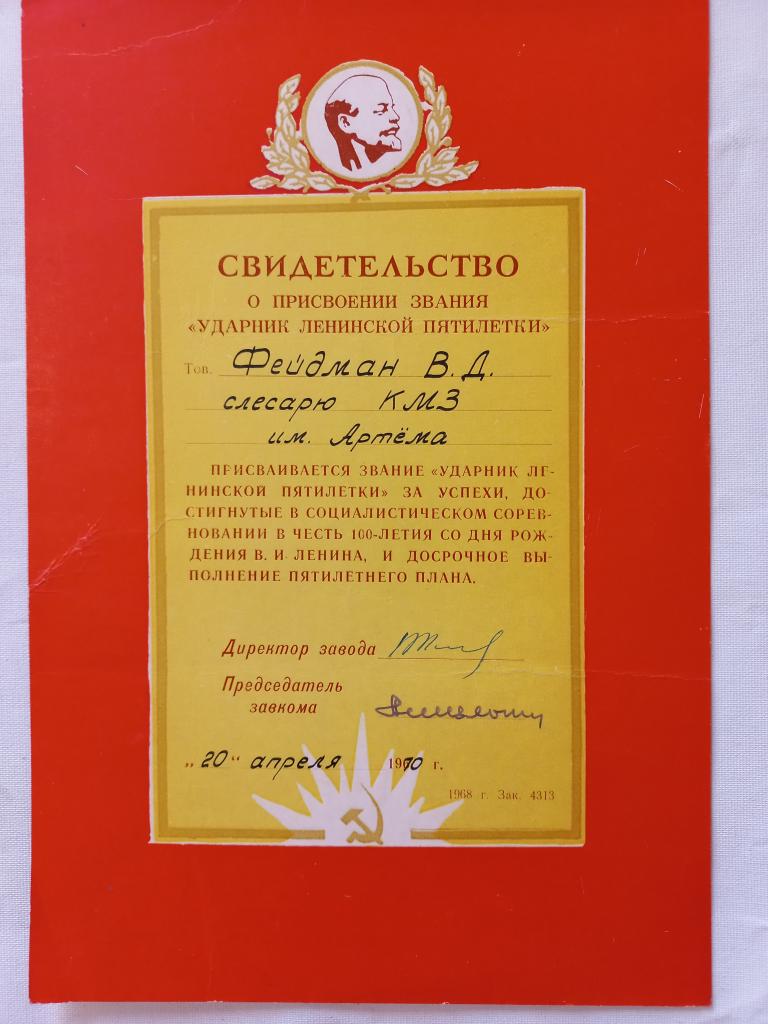 СВИДЕТЕЛЬСТВО
О ПРИСВОЕНИИ ЗВАНИЯ
«УДАРНИК ЛЕНИНСКОЙ ПЯТИЛЕТКИ»
Тов. Фейдман В.Д.
слесарю КМЗ
им. Артёма
ПРИСВАИВАЕТСЯ ЗВАНИЕ «УДАРНИК ЛЕ-
НИНСКОЙ ПЯТИЛЕТКИ» ЗА УСПЕХИ, ДО-
СТИГНУТЫЕ В СОЦИАЛИСТИЧЕСКОМ СОРЕВ-
НОВАНИИ В ЧЕСТЬ 100-ЛЕТИЯ СО ДНЯ РОЖ-
ДЕНИЯ В. И. ЛЕНИНА, И ДОСРОЧНОЕ ВЫ-
ПОЛНЕНИЕ ПЯТИЛЕТНЕГО ПЛАНА.
Директор завода
Председатель
завкома
„20“ апреля 1970 г.
1968 г. Зак. 4313